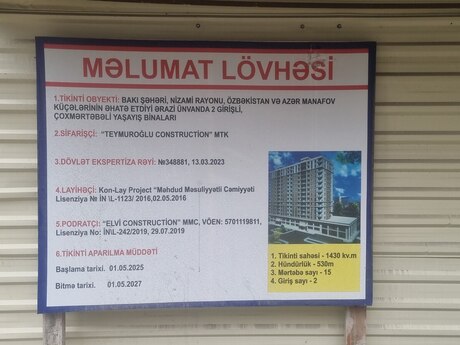 MƏLUMAT LÖVHƏSİ
1.TİKİNTİ OBYEKTİ: BAKI ŞƏHƏRİ, NİZAMİ RAYONU, ÖZBƏKİSTAN VƏ AZƏR MANAFOV
KÜÇƏLƏRİNİN ƏHATƏ ETDİYİ ƏRAZİ ÜNVANDA 2 GİRİŞLİ,
ÇOXMƏRTƏBƏLİ YAŞAYIŞ BİNALARI
2.SİFARİŞÇİ: "TEYMUROĞLU CONSTRUCTION" MTK
3.DÖVLƏT EKSPERTİZA RƏYİ: №348881, 13.03.2023
4.LAYİHƏÇİ: Kon-Lay Project "Məhdud Məsuliyyətli Cəmiyyəti
Lisenziya № İN \L-1123/ 2016,02.05.2016
5.PODRATÇI: "ELVİ CONSTRUCTION" MMC, VÖEN: 5701119811,
Lisenziya No: İN\L-242/2019, 29.07.2019
6.TİKİNTİ APARILMA MÜDDƏTİ
Başlama tarixi. 01.05.2025
Bitmə tarixi. 01.05.2027
1. Tikinti sahəsi - 1430 kv.m
2. Hündürlük - 530m
3. Mərtəbə sayı - 15
4. Giriş sayı - 2